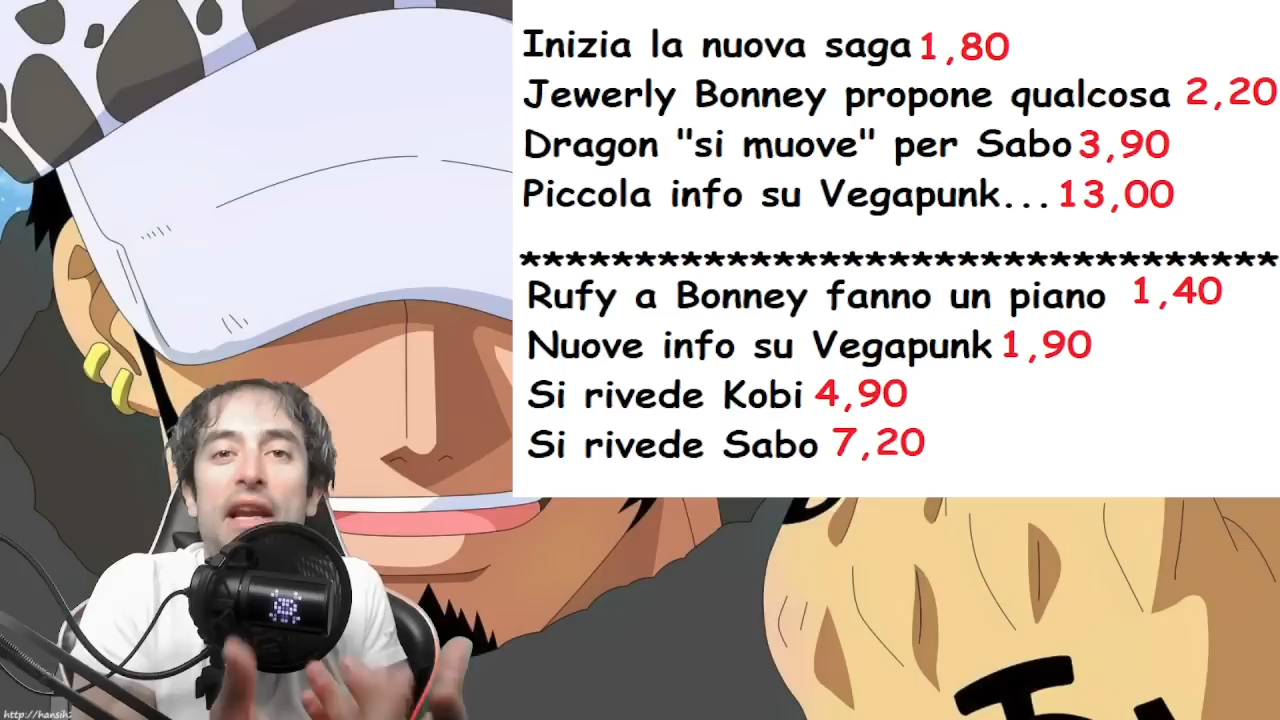 Inizia la nuova saga 1,80
Jewerly Bonney propone qualcosa 2,20
Dragon "si muove" per Sabo 3,90
Piccola info su Vegapunk... 13,00
*********************************
Rufy a Bonney fanno un piano 1,40
Nuove info su Vegapunk 1,90
Si rivede Kobi 4,90
Si rivede Sabo 7,20